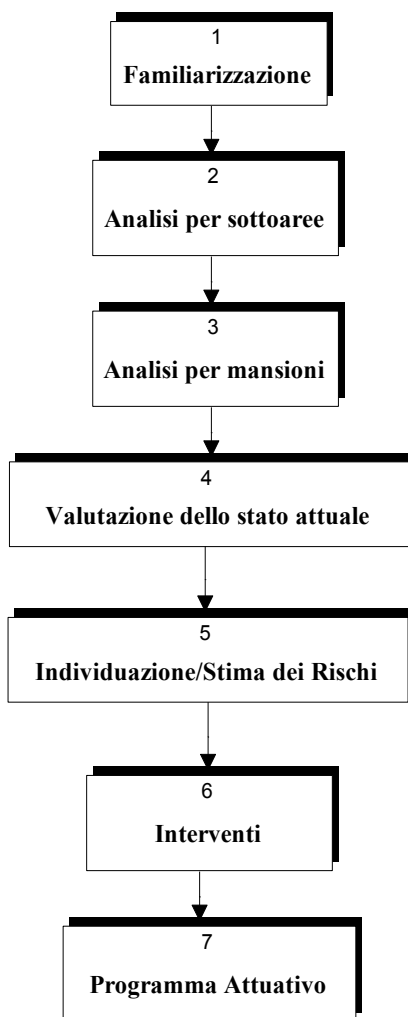 1
Familiarizzazione
2
Analisi per sottoaree
3
Analisi per mansioni
4
Valutazione dello stato attuale
5
Individuazione/Stima dei Rischi
6
Interventi
7
Programma Attuativo